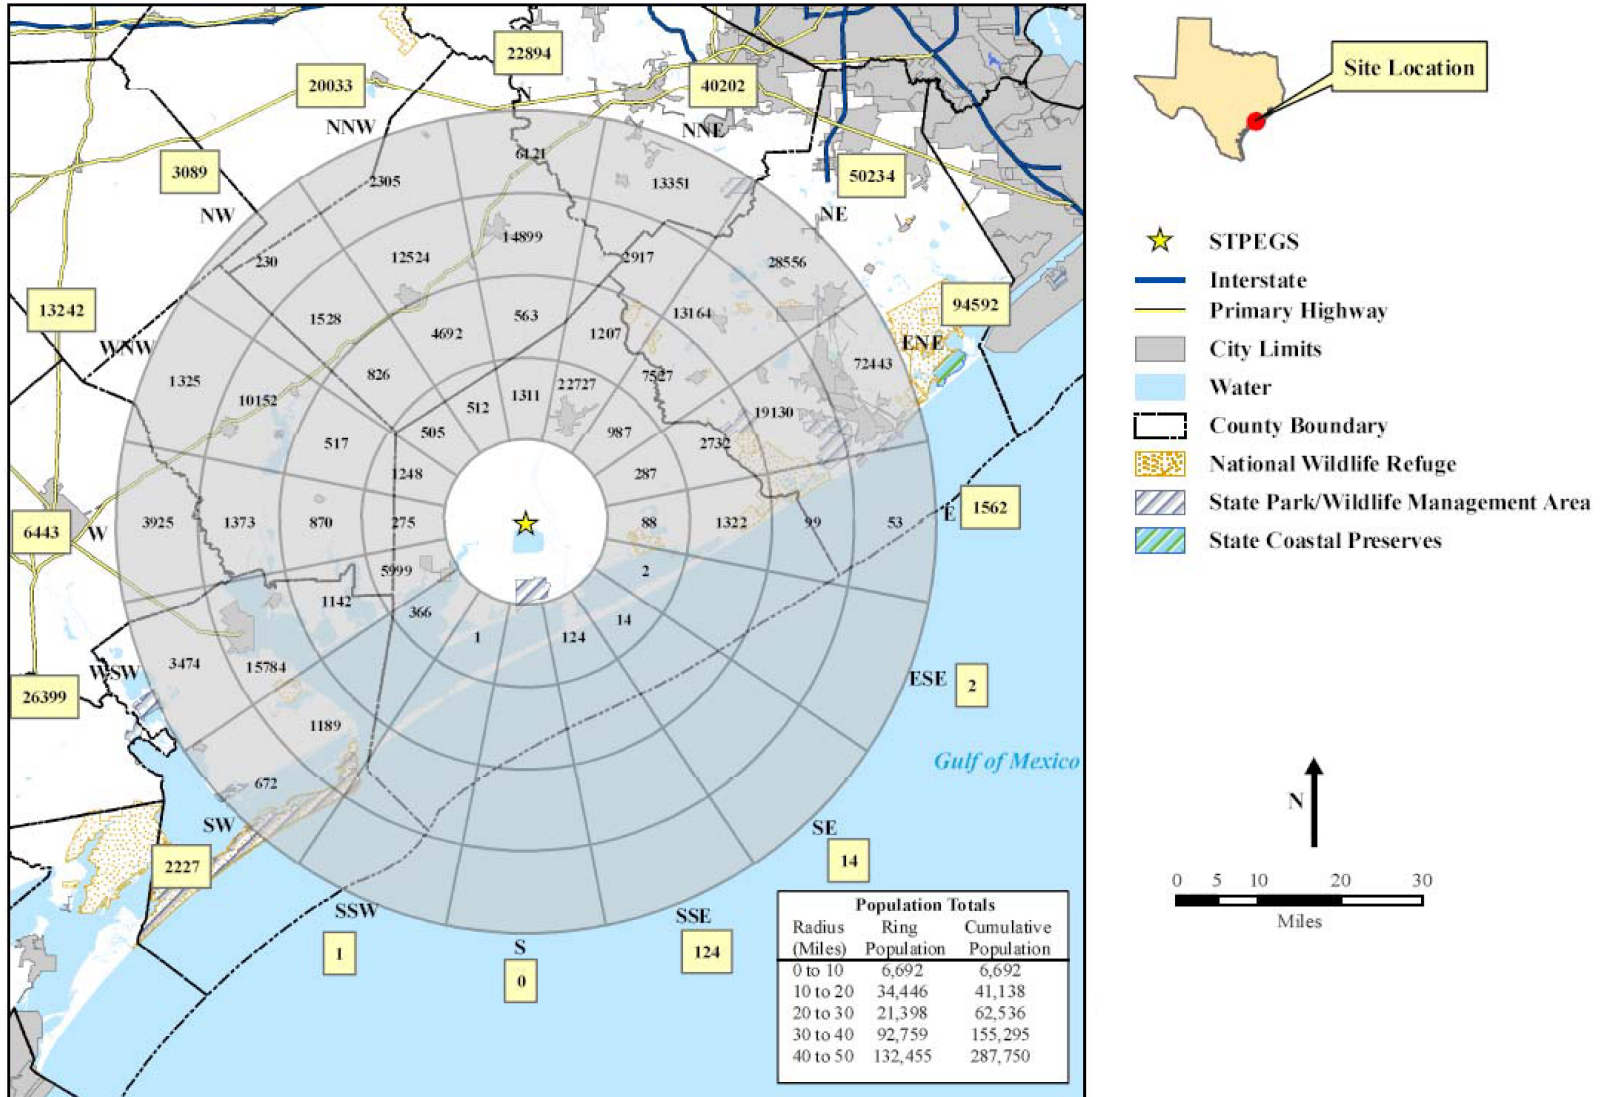 22894
20033
40202
N
NNW
NNE
3089
6121
2305
13351
50234
NW
NE
14899
12524
2917
230
28556
13242
94592
1528
563
13164
4692
1207
WNW
ENE
826
72443
1325
7527
22727
1311
10152
512
19130
505
987
517
2732
1248
287
3925
1373
870
275
88
1322
99
53
E
1562
6443
W
5999
2
1142
366
14
1
124
3474
15784
WSW
ESE
2
26399
1189
Gulf of Mexico
672
SW
SE
14
2227
SSW
SSE
1
124
S
0
Population Totals
Radius Ring Cumulative
(Miles) Population Population
0 to 10 6,692 6,692
10 to 20 34,446 41,138
20 to 30 21,398 62,536
30 to 40 92,759 155,295
40 to 50 132,455 287,750
Site Location
STPEGS
Interstate
Primary Highway
City Limits
Water
County Boundary
National Wildlife Refuge
State Park/Wildlife Management Area
State Coastal Preserves
N
0 5 10 20 30
Miles